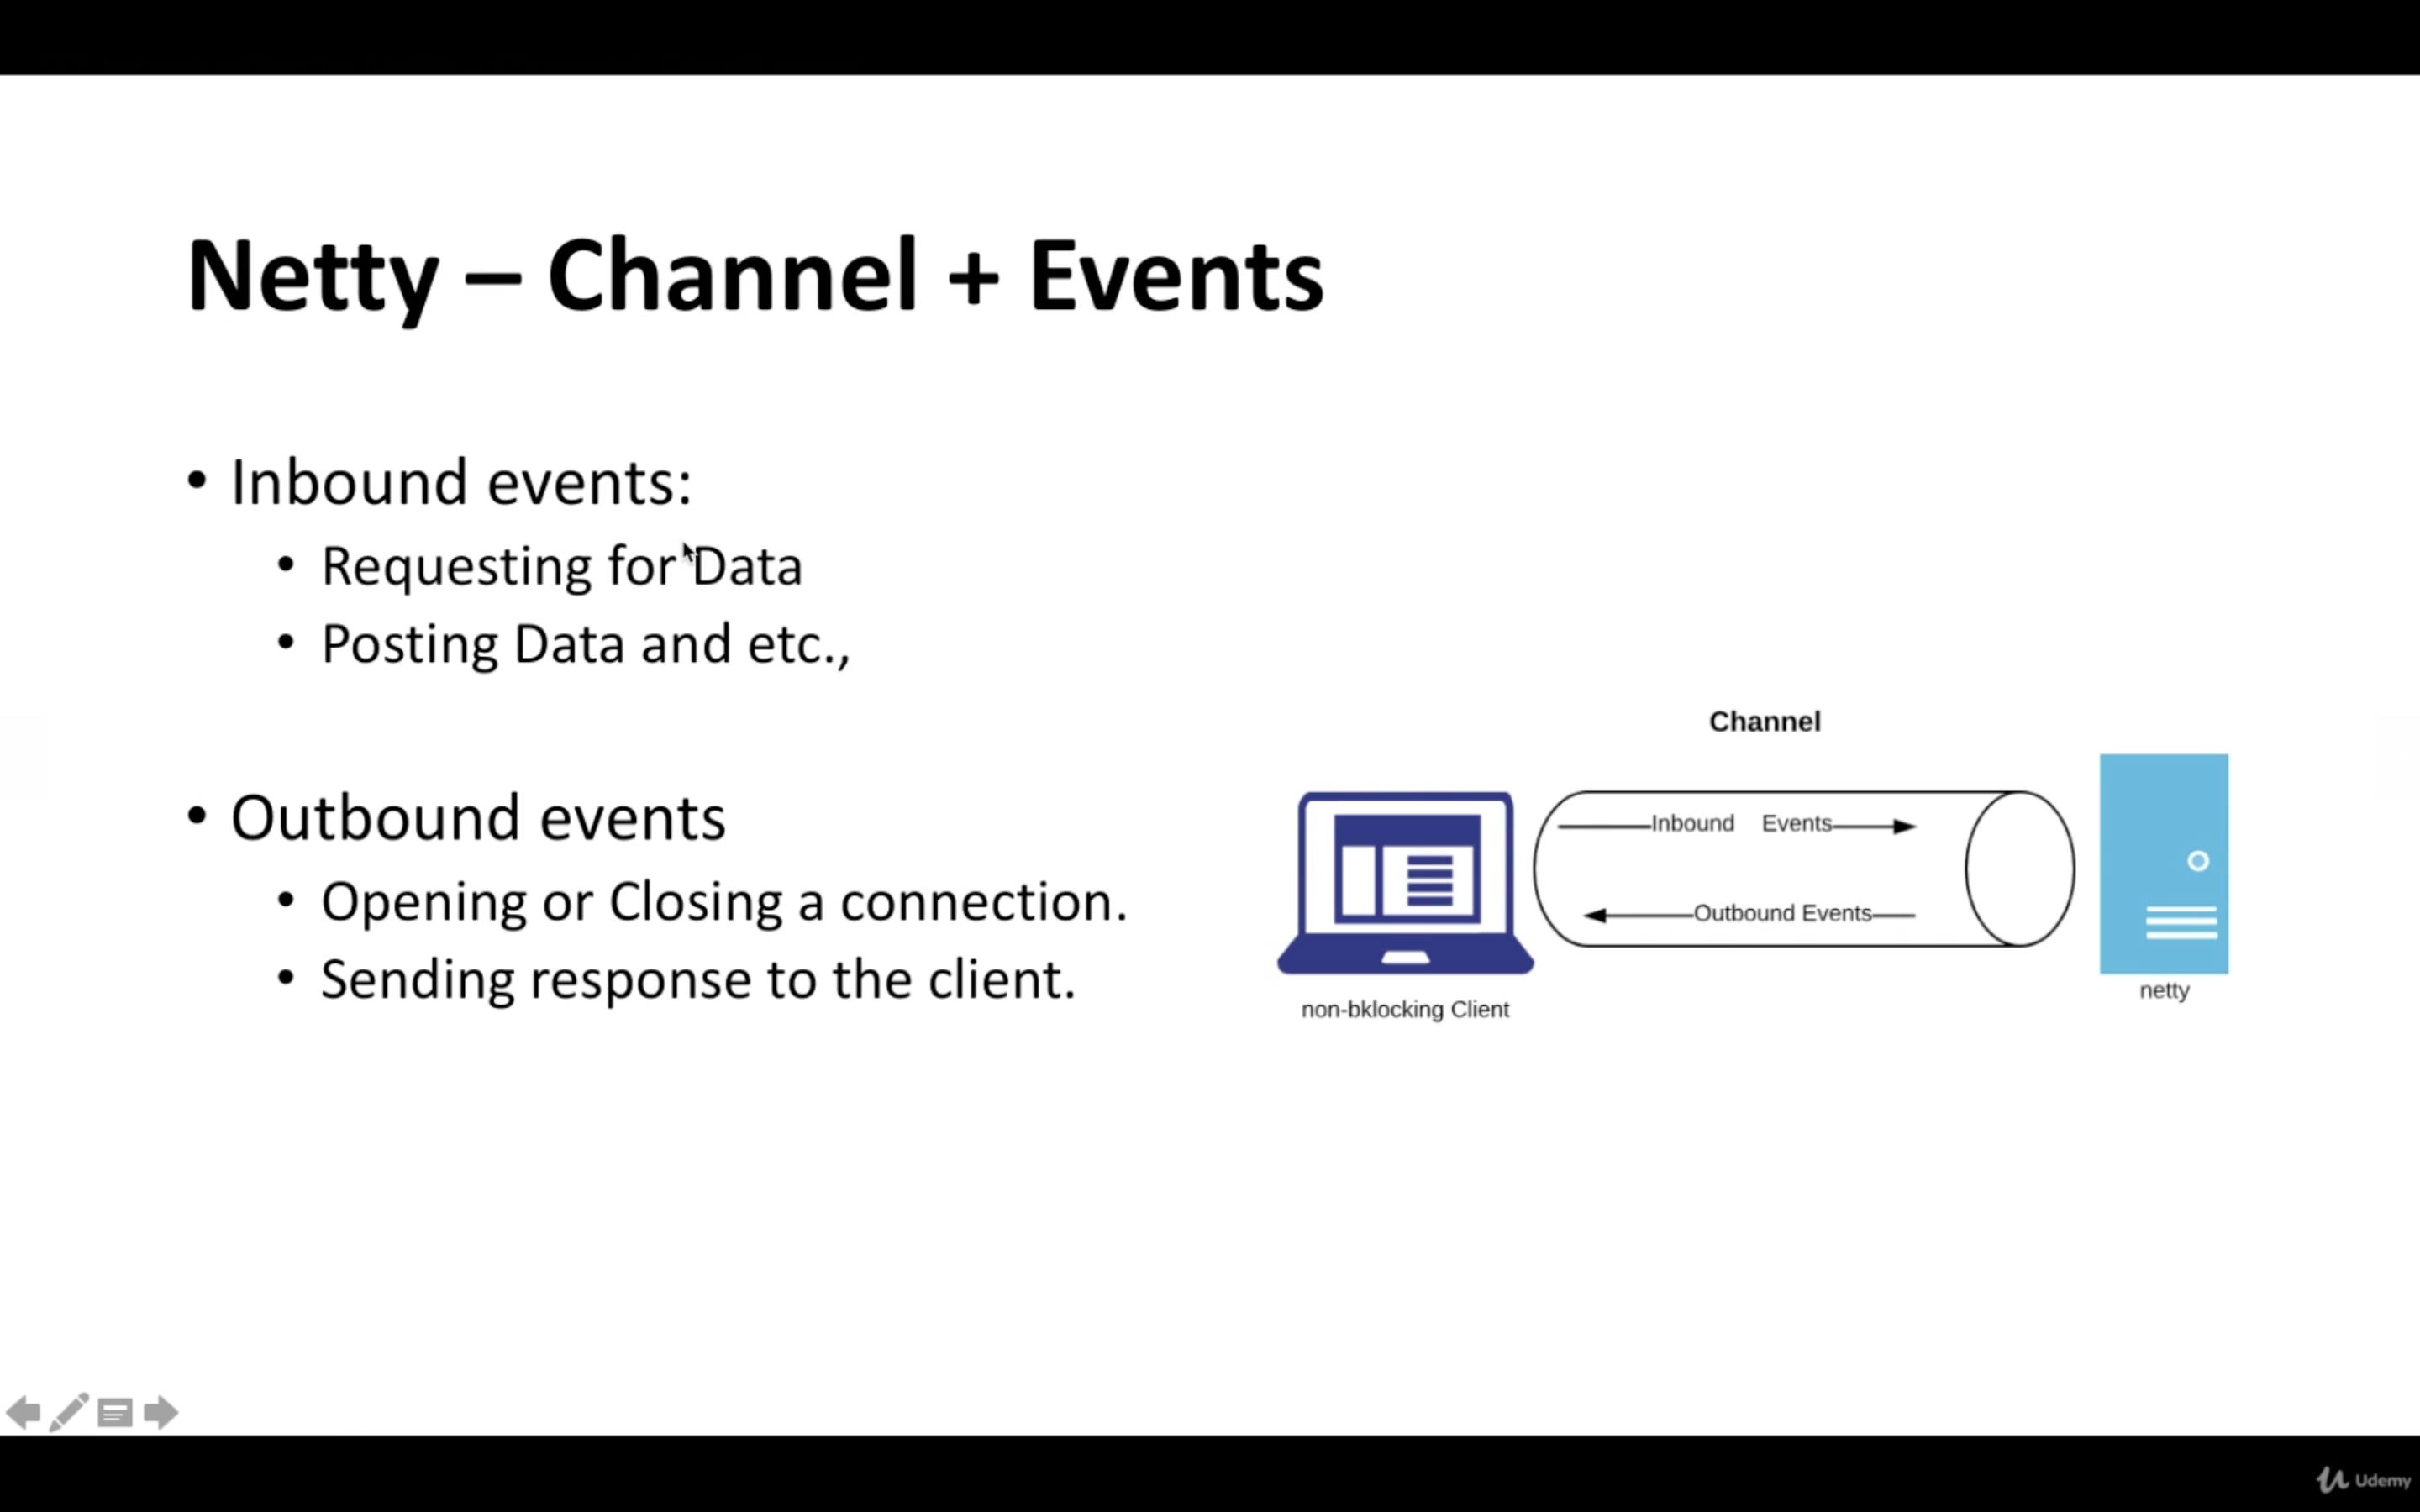 Netty – Channel + Events
• Inbound events:
• Requesting for Data
• Posting Data and etc.,
• Outbound events
• Opening or Closing a connection.
• Sending response to the client.
Channel
Inbound Events
Outbound Events
non-bklocking Client
netty
Udemy